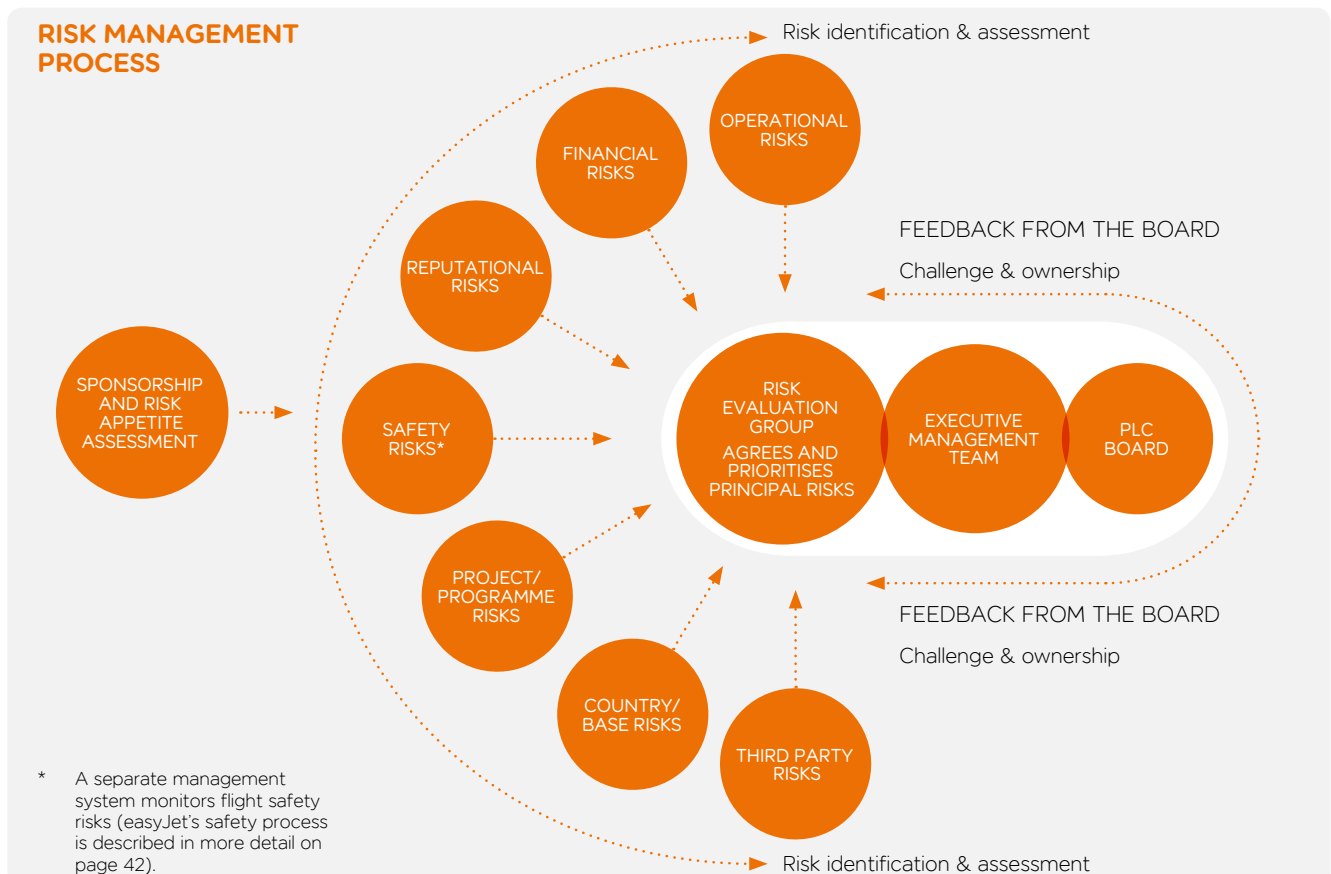 RISK MANAGEMENT
PROCESS
Risk identification & assessment
OPERATIONAL
RISKS
FINANCIAL
RISKS
REPUTATIONAL
RISKS
SPONSORSHIP
AND RISK
APPETITE
ASSESSMENT
SAFETY
RISKS*
PROJECT/
PROGRAMME
RISKS
COUNTRY/
BASE RISKS
THIRD PARTY
RISKS
FEEDBACK FROM THE BOARD
Challenge & ownership
RISK
EVALUATION
GROUP
AGREES AND
PRIORITISES
PRINCIPAL RISKS
EXECUTIVE
MANAGEMENT
TEAM
PLC
BOARD
FEEDBACK FROM THE BOARD
Challenge & ownership
* A separate management
system monitors flight safety
risks (easyJet's safety process
is described in more detail on
page 42).
Risk identification & assessment